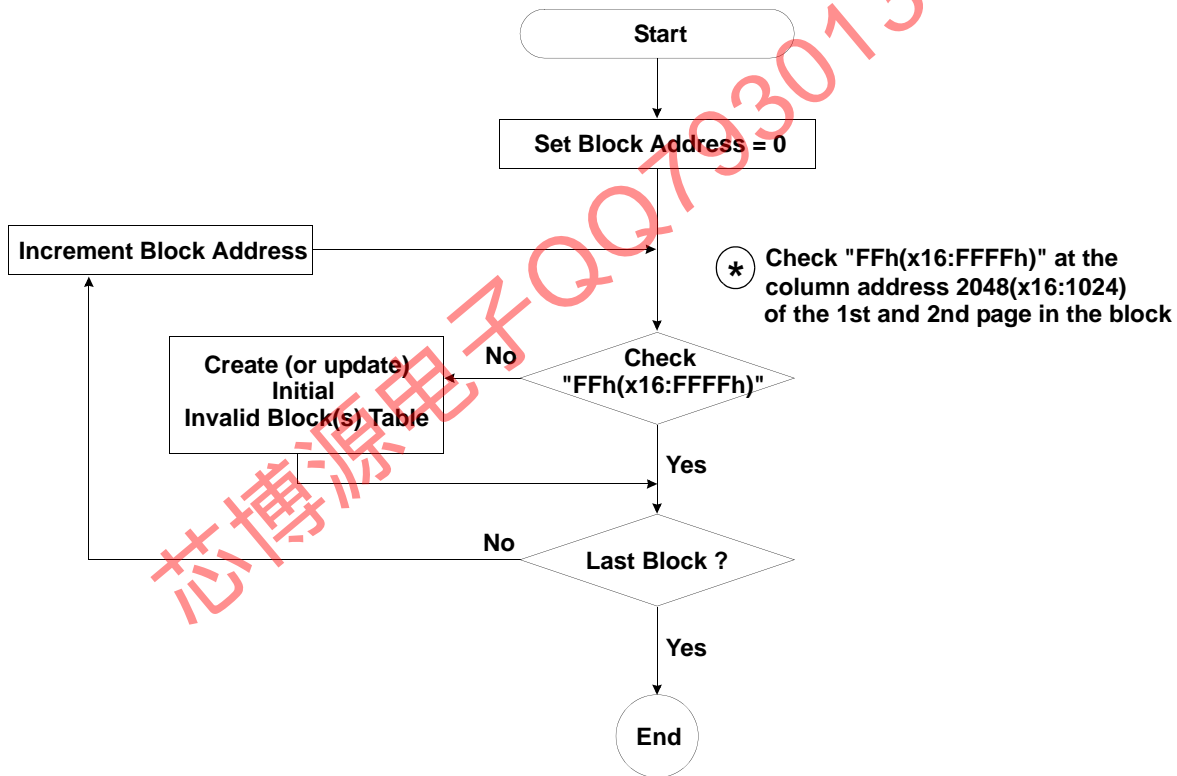 Start
Set Block Address = 0
Increment Block Address
* Check "FFh(x16:FFFFh)" at the
column address 2048(x16:1024)
of the 1st and 2nd page in the block
Create (or update)
Initial
Invalid Block(s) Table
No
Check
"FFh(x16:FFFFh)"
Yes
No
Last Block ?
Yes
End
芯博源电子QQ793015